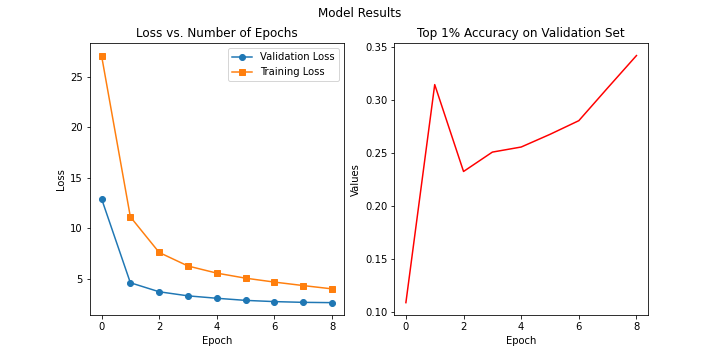 Model Results
Loss vs. Number of Epochs
Validation Loss
Training Loss
25
20
15
10
5
Loss
0
2
4
6
8
Epoch
Top 1% Accuracy on Validation Set
0.35
0.30
0.25
0.20
0.15
0.10
Values
0
2
4
6
8
Epoch